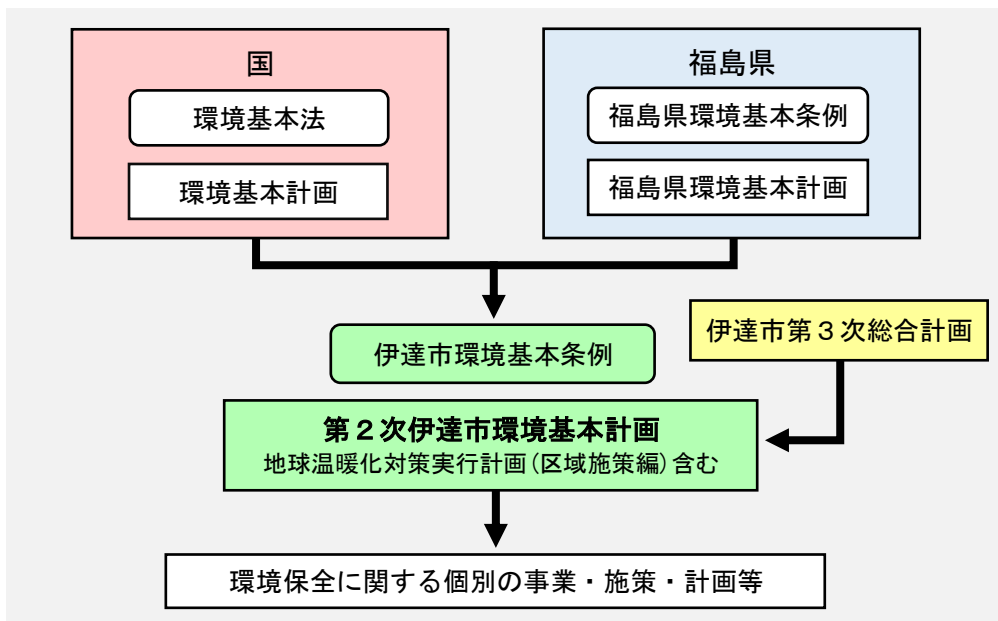 国
環境基本法
環境基本計画
福島県
福島県環境基本条例
福島県環境基本計画
伊達市環境基本条例
伊達市第３次総合計画
第２次伊達市環境基本計画
地球温暖化対策実行計画(区域施策編)含む
環境保全に関する個別の事業・施策・計画等